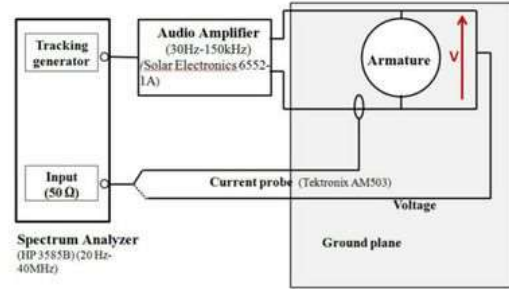 Tracking
generator
Audio Amplifier
(30Hz-150kHz)
/Solar Electronics 6552-
1A)
Armature
V
Input
(50 Ω)
Current probe (Tektronix AM503)
Voltage
Spectrum Analyzer
(HP 3585B) (20 Hz-
40MHz)
Ground plane